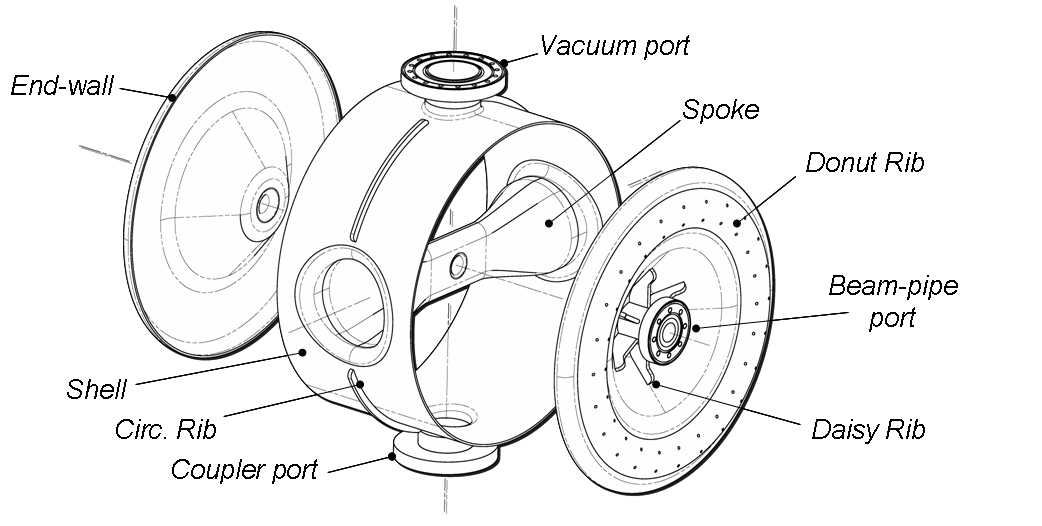 Vacuum port
End-wall
Spoke
Donut Rib
Beam-pipe
port
Shell
Circ. Rib
Daisy Rib
Coupler port